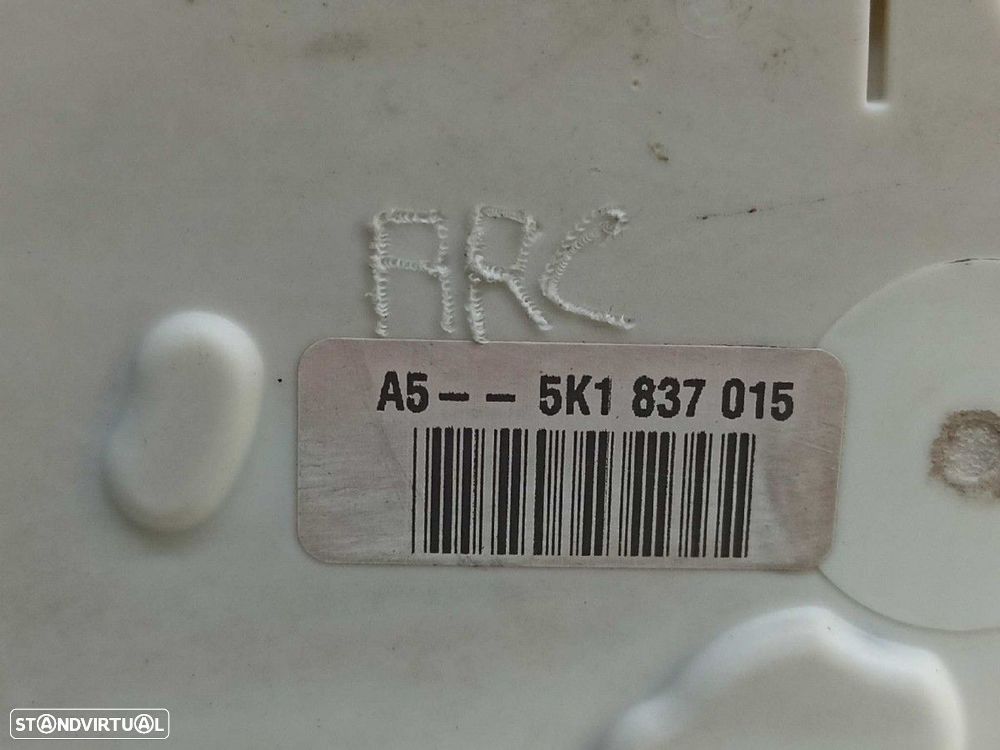 ARC
A5-- 5K1 837 015
STANDVIRTUAL